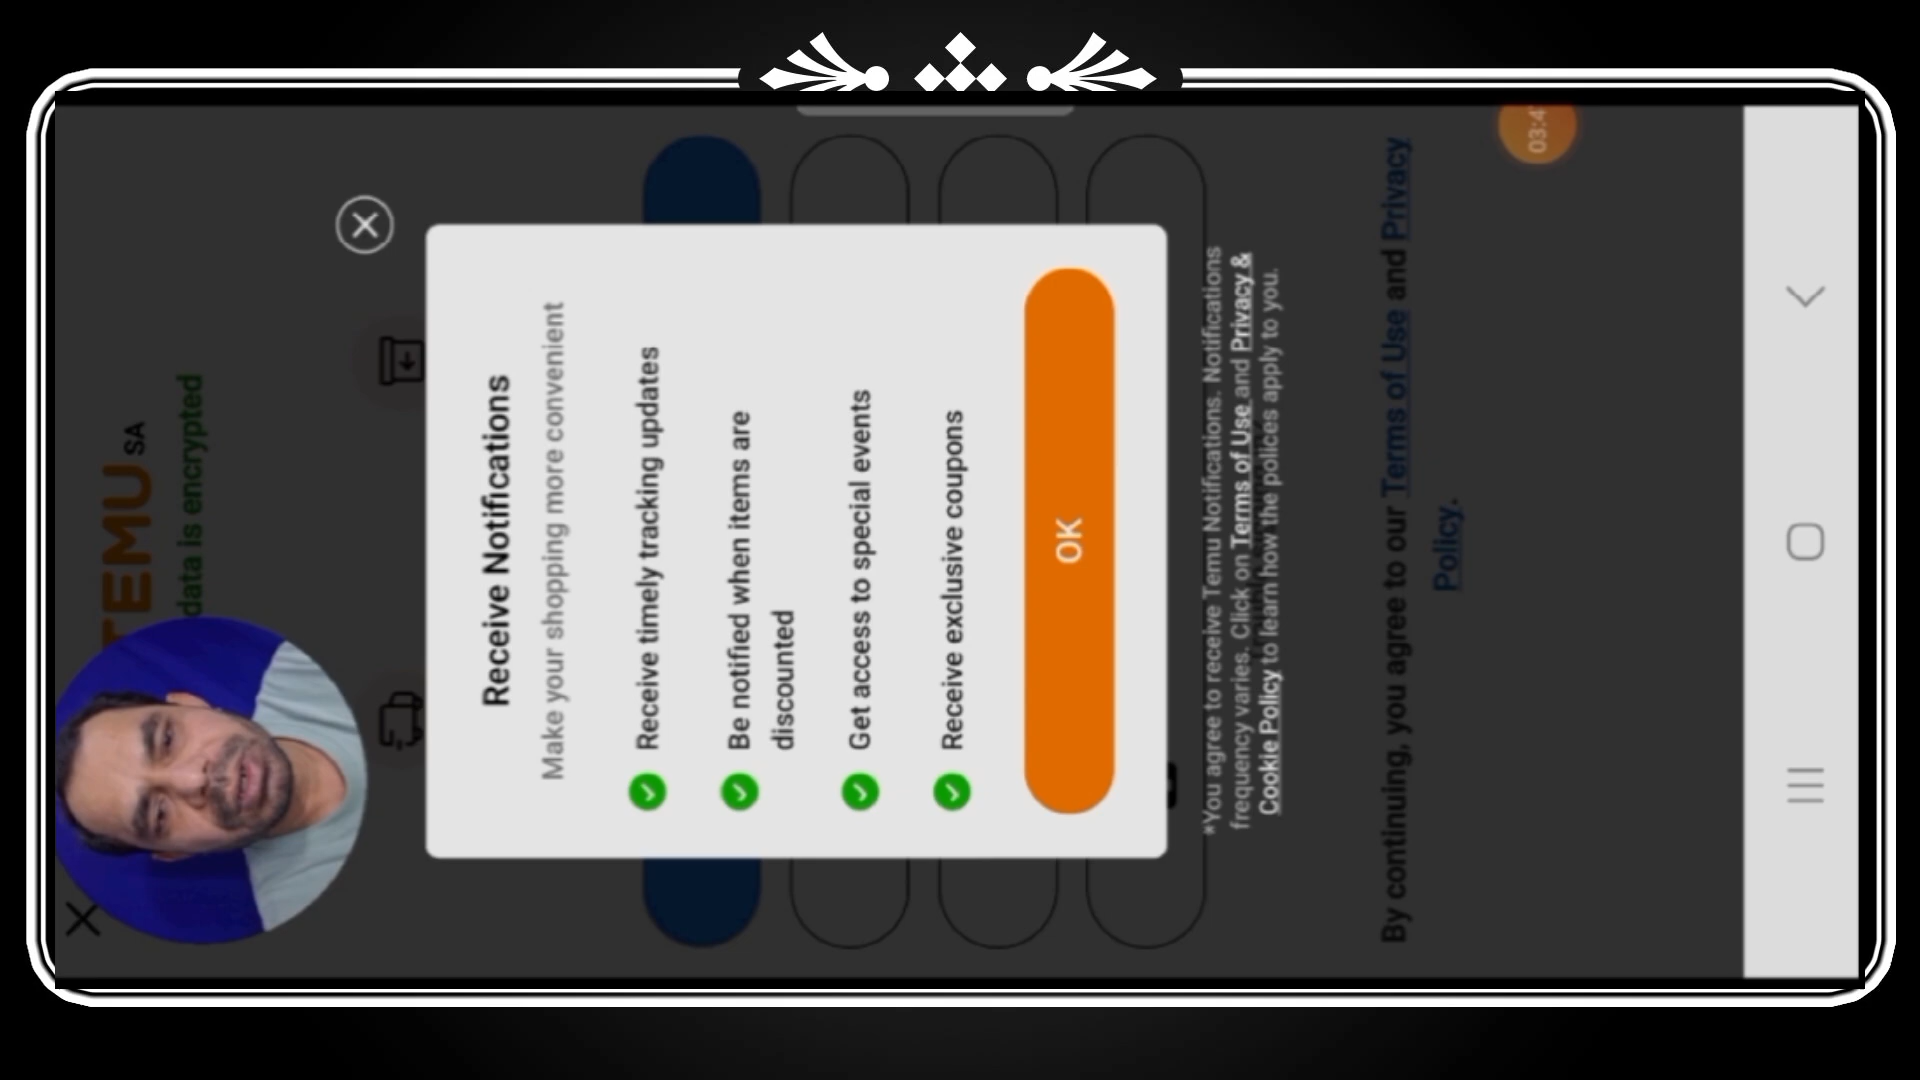 TEMU SA
data is encrypted
Receive Notifications
Make your shopping more convenient
Receive timely tracking updates
Be notified when items are
discounted
Get access to special events
Receive exclusive coupons
OK
*You agree to receive Temu Notifications. Notifications
frequency varies. Click on Terms of Use and Privacy &
Cookie Policy to learn how the polices apply to you.
By continuing, you agree to our Terms of Use and Privacy
Policy.
03:4